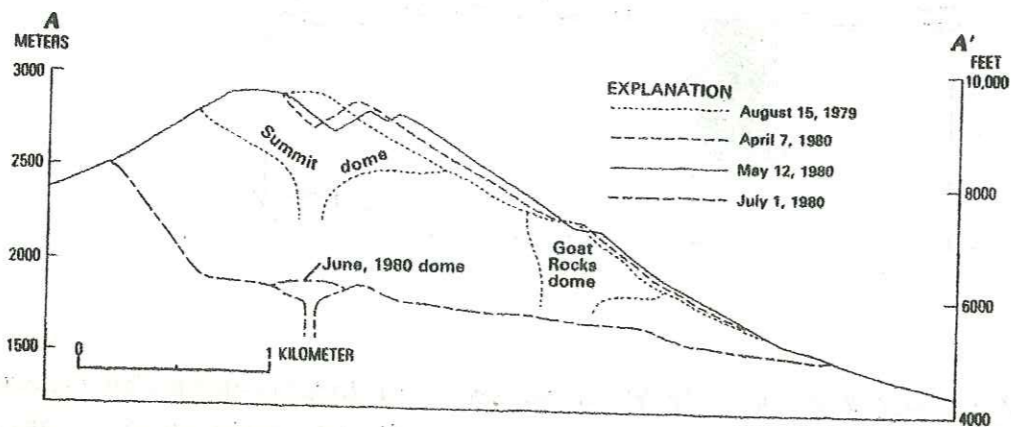 A
METERS
3000
2500
2000
1500
A'
FEET
10,000
8000
6000
4000
EXPLANATION
August 15, 1979
April 7, 1980
May 12, 1980
July 1, 1980
Summit
dome
Goat
Rocks
dome
June, 1980 dome
0
1 KILOMETER